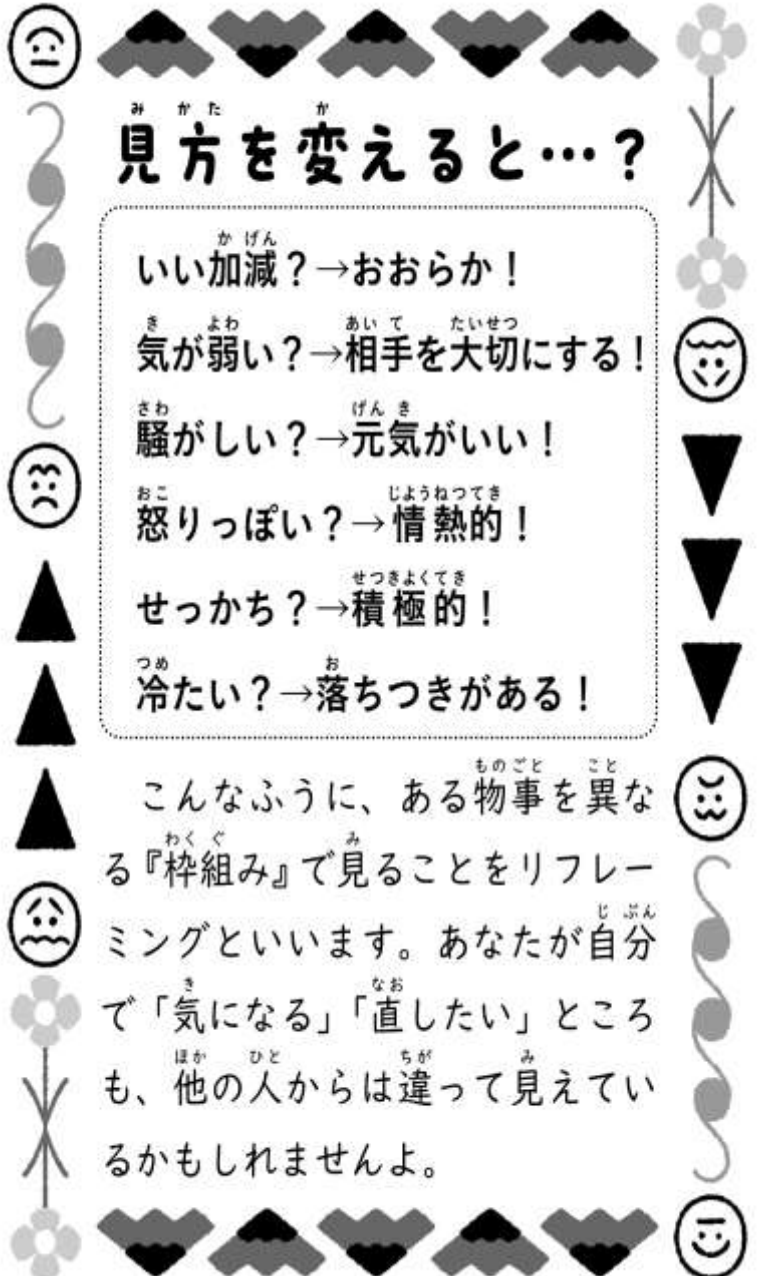 見方を変えると…？
いい加減？→おおらか！
気が弱い？→相手を大切にする！
騒がしい？→元気がいい！
怒りっぽい？→情熱的！
せっかち？→積極的！
冷たい？→落ちつきがある！
こんなふうに、ある物事を異な
る『枠組み』で見ることをリフレー
ミングといいます。あなたが自分
で「気になる」「直したい」ところ
も、他の人からは違って見えてい
るかもしれませんよ。